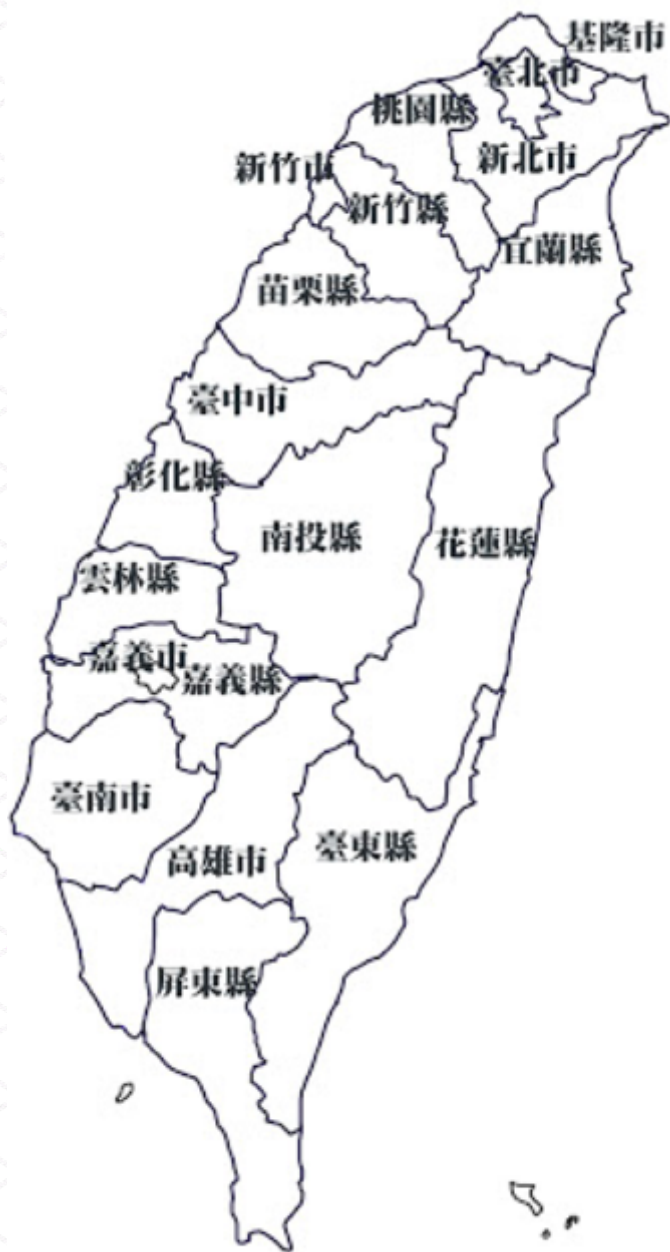 基隆市
臺北市
桃園縣
新北市
新竹市
新竹縣
宜蘭縣
苗栗縣
臺中市
彰化縣
南投縣
花蓮縣
雲林縣
嘉義市
嘉義縣
臺南市
高雄市
臺東縣
屏東縣